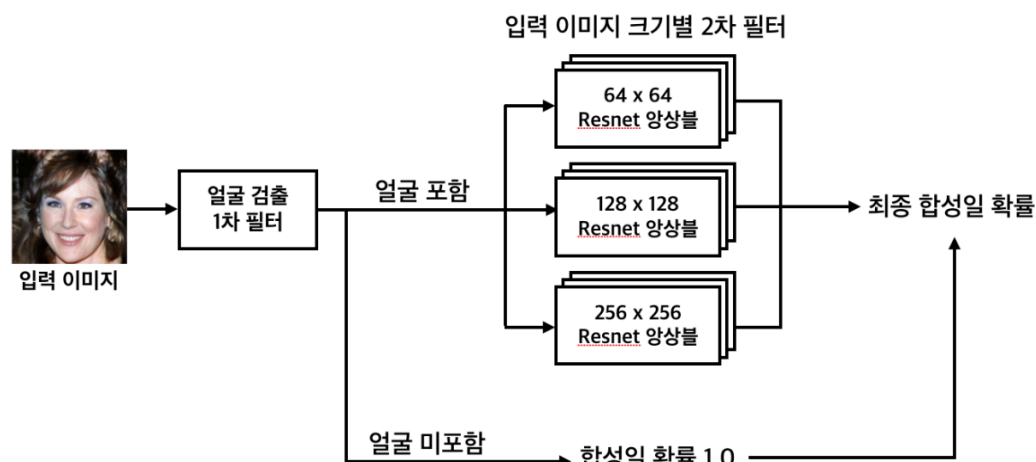 입력 이미지 크기별 2차 필터
64 x 64
Resnet 앙상블
얼굴 검출
1차 필터
얼굴 포함
128 x 128
Resnet 앙상블
최종 합성일 확률
입력 이미지
256 x 256
Resnet 앙상블
얼굴 미포함
합성일 확률 1.0